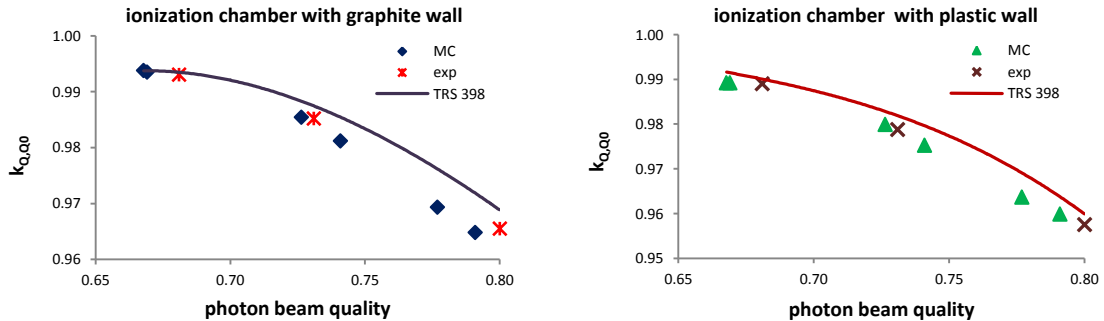 ionization chamber with graphite wall
1.00
0.99
0.98
0.97
0.96
kQ,Q0
MC
exp
TRS 398
0.65
0.70
0.75
0.80
photon beam quality
ionization chamber with plastic wall
1.00
0.99
0.98
0.97
0.96
0.95
kQ,Q0
MC
exp
TRS 398
0.65
0.70
0.75
0.80
photon beam quality